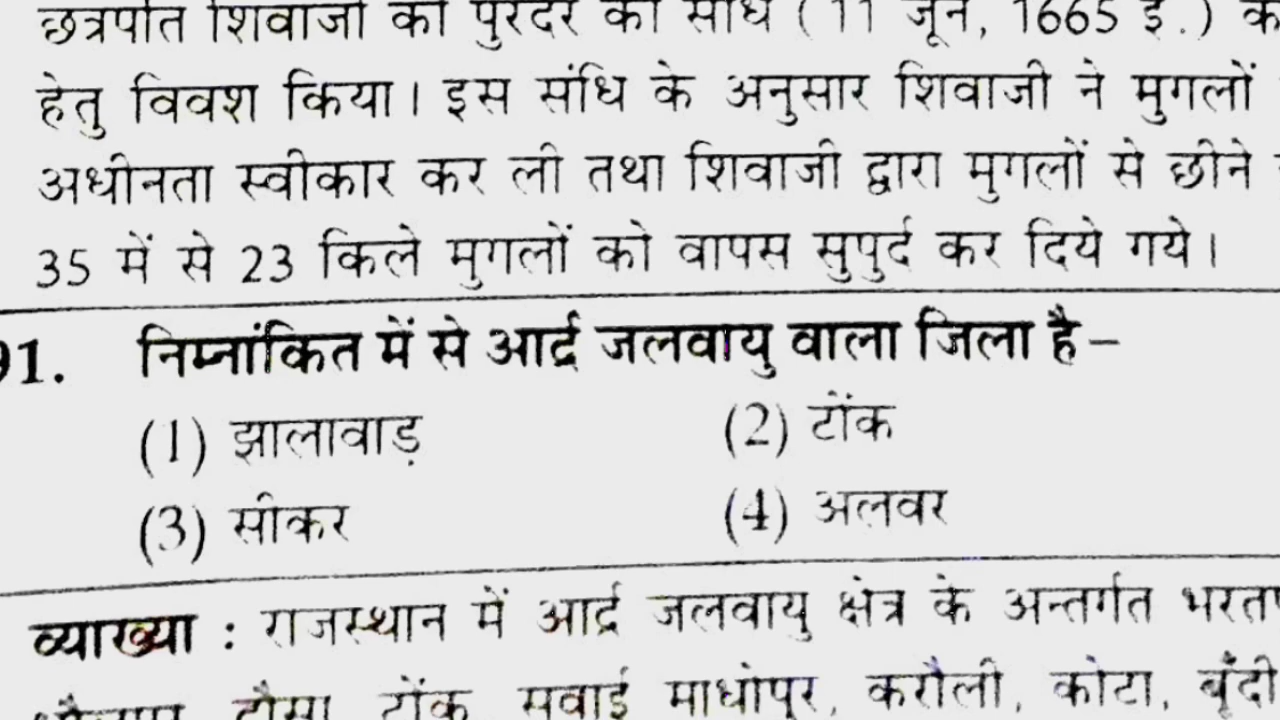 छत्रपति शिवाजी को पुरंदर की संधि ( 11 जून, 1665 ई. )
हेतु विवश किया। इस संधि के अनुसार शिवाजी ने मुगलों
अधीनता स्वीकार कर ली तथा शिवाजी द्वारा मुगलों से छीने
35 में से 23 किले मुगलों को वापस सुपुर्द कर दिये गये।
91. निम्नांकित में से आर्द्र जलवायु वाला जिला है–
(1) झालावाड़ (2) टोंक
(3) सीकर (4) अलवर
व्याख्या : राजस्थान में आर्द्र जलवायु क्षेत्र के अन्तर्गत
दौसा, टोंक, सवाई माधोपुर, करौली, कोटा, बूँदी